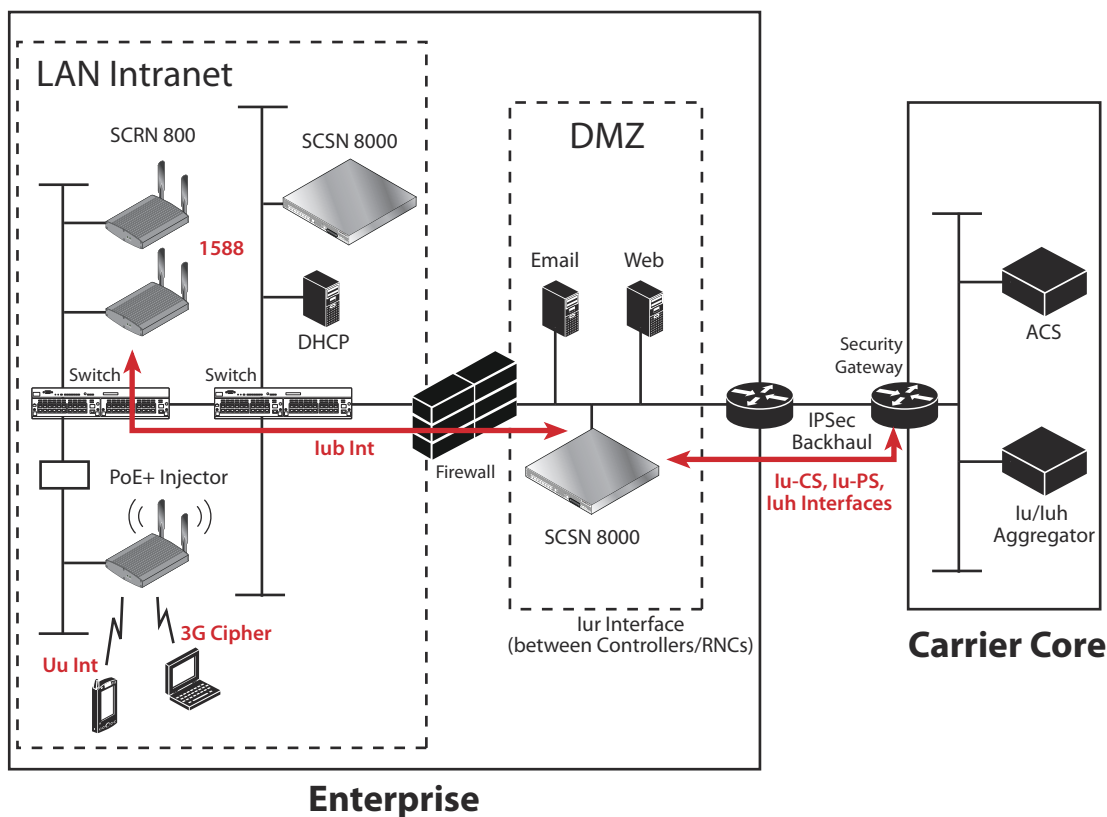 LAN Intranet
SCRN 800
SCSN 8000
1588
DHCP
Switch
Switch
Iub Int
PoE+ Injector
3G Cipher
Uu Int
Firewall
DMZ
Email
Web
SCSN 8000
Iur Interface
(between Controllers/RNCs)
Security
Gateway
IPSec
Backhaul
Iu-CS, Iu-PS,
Iuh Interfaces
ACS
Iu/Iuh
Aggregator
Carrier Core
Enterprise